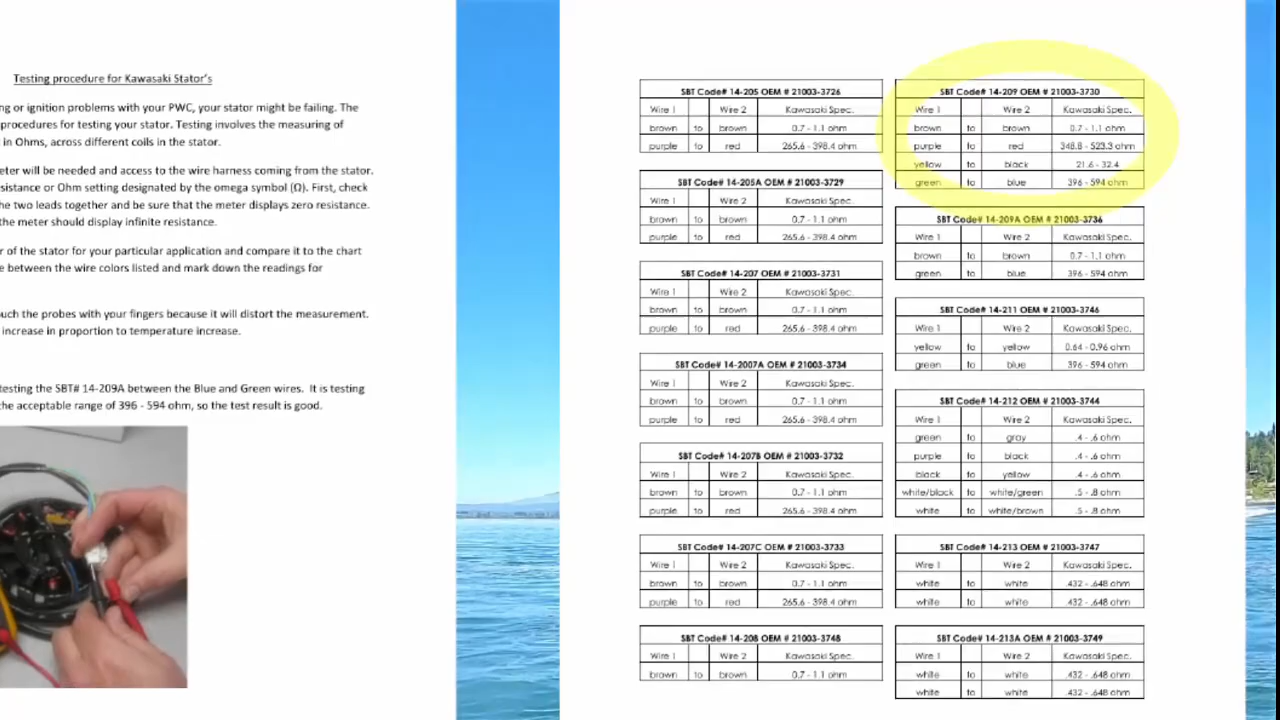 Testing procedure for Kawasaki Stator's
ng or ignition problems with your PWC, your stator might be failing. The
procedures for testing your stator. Testing involves the measuring of
in Ohms, across different coils in the stator.
eter will be needed and access to the wire harness coming from the stator.
sistance or Ohm setting designated by the omega symbol (Ω). First, check
he two leads together and be sure that the meter displays zero resistance.
the meter should display infinite resistance.
r of the stator for your particular application and compare it to the chart
e between the wire colors listed and mark down the readings for
uch the probes with your fingers because it will distort the measurement.
increase in proportion to temperature increase.
testing the SBT# 14-209A between the Blue and Green wires. It is testing
the acceptable range of 396 - 594 ohm, so the test result is good.
SBT Code# 14-205 OEM # 21003-3726
Wire 1 Wire 2 Kawasaki Spec.
brown to brown 0.7 - 1.1 ohm
purple to red 265.6 - 398.4 ohm
SBT Code# 14-205A OEM # 21003-3729
Wire 1 Wire 2 Kawasaki Spec.
brown to brown 0.7 - 1.1 ohm
purple to red 265.6 - 398.4 ohm
SBT Code# 14-207 OEM # 21003-3731
Wire 1 Wire 2 Kawasaki Spec.
brown to brown 0.7 - 1.1 ohm
purple to red 265.6 - 398.4 ohm
SBT Code# 14-2007A OEM # 21003-3734
Wire 1 Wire 2 Kawasaki Spec.
brown to brown 0.7 - 1.1 ohm
purple to red 265.6 - 398.4 ohm
SBT Code# 14-207B OEM # 21003-3732
Wire 1 Wire 2 Kawasaki Spec.
brown to brown 0.7 - 1.1 ohm
purple to red 265.6 - 398.4 ohm
SBT Code# 14-207C OEM # 21003-3733
Wire 1 Wire 2 Kawasaki Spec.
brown to brown 0.7 - 1.1 ohm
purple to red 265.6 - 398.4 ohm
SBT Code# 14-208 OEM # 21003-3748
Wire 1 Wire 2 Kawasaki Spec.
brown to brown 0.7 - 1.1 ohm
SBT Code# 14-209 OEM # 21003-3730
Wire 1 Wire 2 Kawasaki Spec.
brown to brown 0.7 - 1.1 ohm
purple to red 348.8 - 523.3 ohm
yellow to black 21.6 - 32.4
green to blue 396 - 594 ohm
SBT Code# 14-209A OEM # 21003-3736
Wire 1 Wire 2 Kawasaki Spec.
brown to brown 0.7 - 1.1 ohm
green to blue 396 - 594 ohm
SBT Code# 14-211 OEM # 21003-3746
Wire 1 Wire 2 Kawasaki Spec.
yellow to yellow 0.64 - 0.96 ohm
green to blue 396 - 594 ohm
SBT Code# 14-212 OEM # 21003-3744
Wire 1 Wire 2 Kawasaki Spec.
green to gray .4 - .6 ohm
purple to black .4 - .6 ohm
black to yellow .4 - .6 ohm
white/black to white/green .5 - .8 ohm
white to white/brown .5 - .8 ohm
SBT Code# 14-213 OEM # 21003-3747
Wire 1 Wire 2 Kawasaki Spec.
white to white .432 - .648 ohm
white to white .432 - .648 ohm
SBT Code# 14-213A OEM # 21003-3749
Wire 1 Wire 2 Kawasaki Spec.
white to white .432 - .648 ohm
white to white .432 - .648 ohm